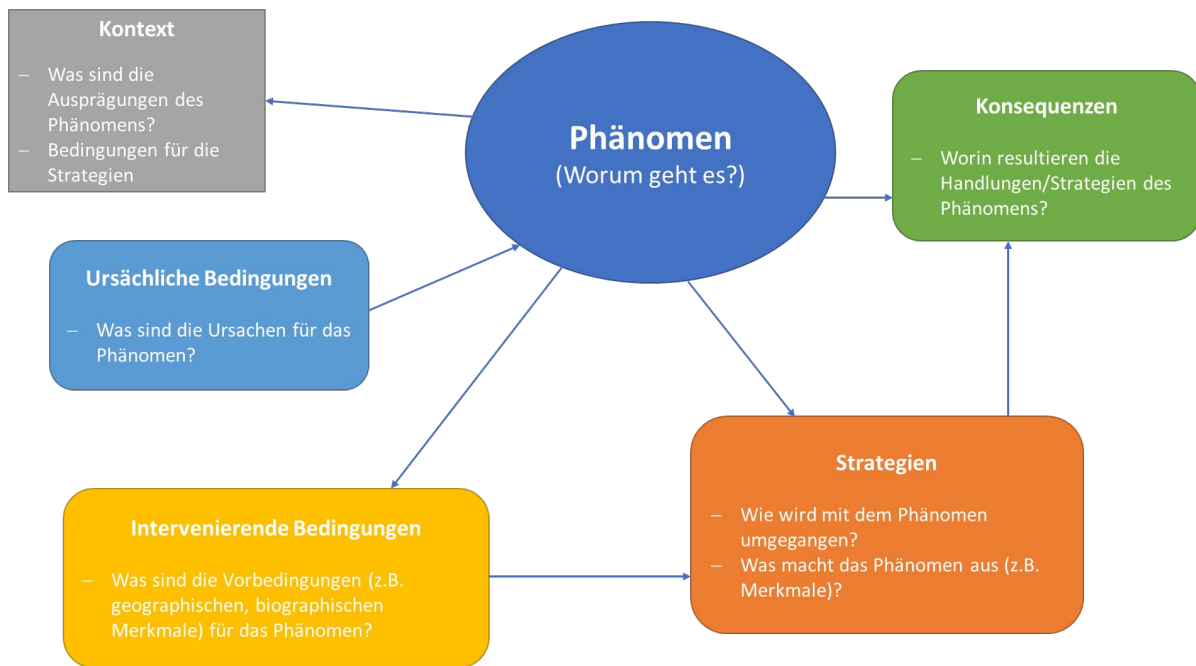 Kontext
– Was sind die
Ausprägungen des
Phänomens?
– Bedingungen für die
Strategien
Phänomen
(Worum geht es?)
Konsequenzen
– Worin resultieren die
Handlungen/Strategien des
Phänomens?
Ursächliche Bedingungen
– Was sind die Ursachen für das
Phänomen?
Intervenierende Bedingungen
– Was sind die Vorbedingungen (z.B.
geographischen, biographischen
Merkmale) für das Phänomen?
Strategien
– Wie wird mit dem Phänomen
umgegangen?
– Was macht das Phänomen aus (z.B.
Merkmale)?